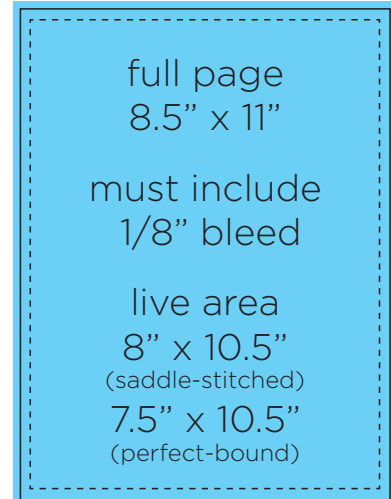 full page
8.5” x 11”
must include
1/8” bleed
live area
8” x 10.5”
(saddle-stitched)
7.5” x 10.5”
(perfect-bound)